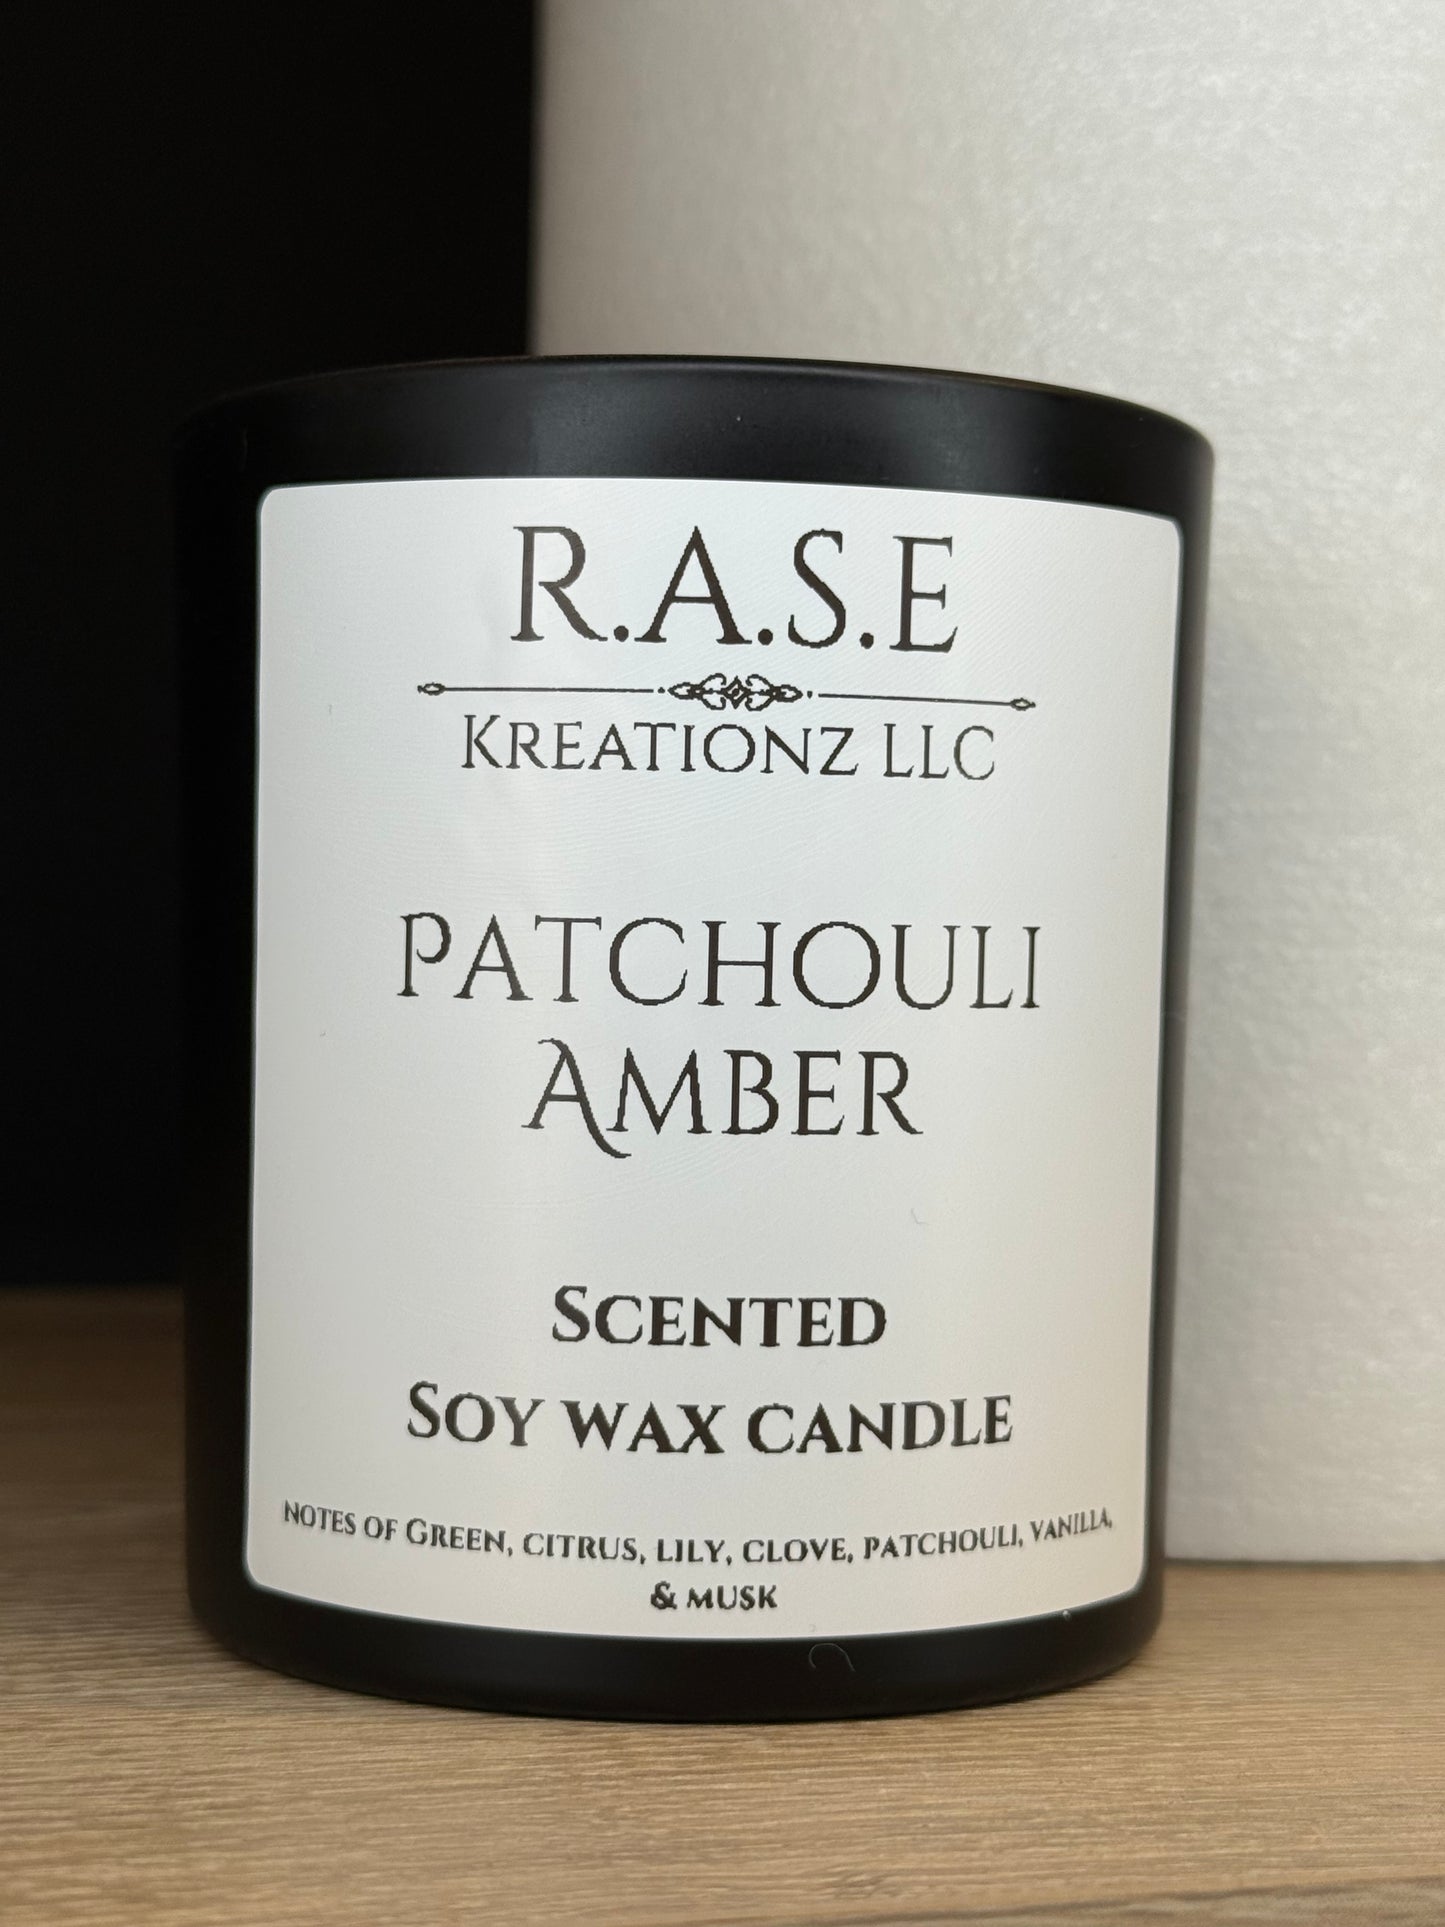 R.A.S.E
Kreationz LLC
Patchouli
Amber
Scented
Soy wax candle
notes of Green, citrus, lily, clove, patchouli, vanilla,
& musk